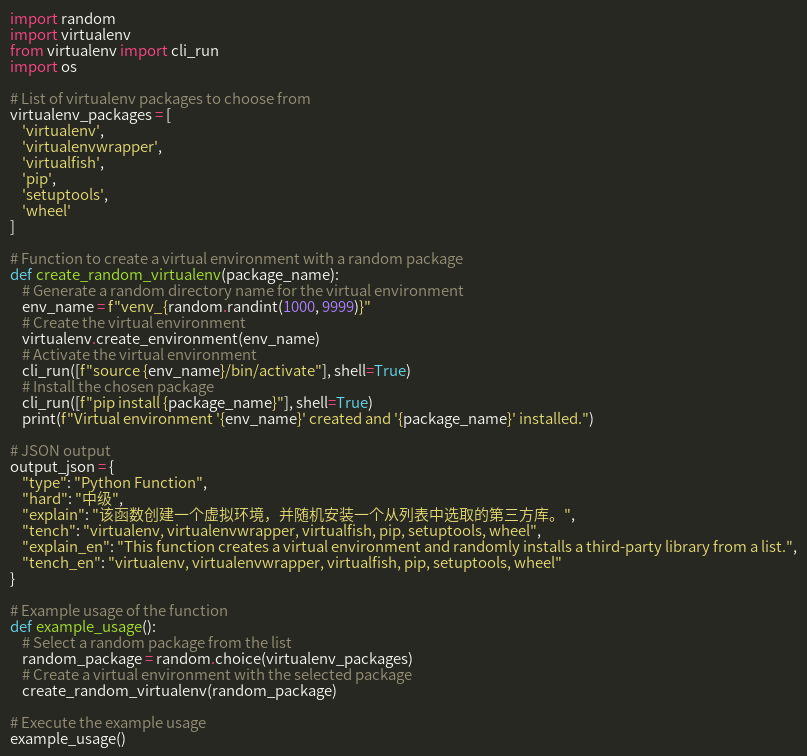 import random
import virtualenv
from virtualenv import cli_run
import os

# List of virtualenv packages to choose from
virtualenv_packages = [
    'virtualenv',
    'virtualenvwrapper',
    'virtualfish',
    'pip',
    'setuptools',
    'wheel'
]

# Function to create a virtual environment with a random package
def create_random_virtualenv(package_name):
    # Generate a random directory name for the virtual environment
    env_name = f"venv_{random.randint(1000, 9999)}"
    # Create the virtual environment
    virtualenv.create_environment(env_name)
    # Activate the virtual environment
    cli_run([f"source {env_name}/bin/activate"], shell=True)
    # Install the chosen package
    cli_run([f"pip install {package_name}"], shell=True)
    print(f"Virtual environment '{env_name}' created and '{package_name}' installed.")

# JSON output
output_json = {
    "type": "Python Function",
    "hard": "中级",
    "explain": "该函数创建一个虚拟环境，并随机安装一个从列表中选取的第三方库。",
    "tench": "virtualenv, virtualenvwrapper, virtualfish, pip, setuptools, wheel",
    "explain_en": "This function creates a virtual environment and randomly installs a third-party library from a list.",
    "tench_en": "virtualenv, virtualenvwrapper, virtualfish, pip, setuptools, wheel"
}

# Example usage of the function
def example_usage():
    # Select a random package from the list
    random_package = random.choice(virtualenv_packages)
    # Create a virtual environment with the selected package
    create_random_virtualenv(random_package)

# Execute the example usage
example_usage()